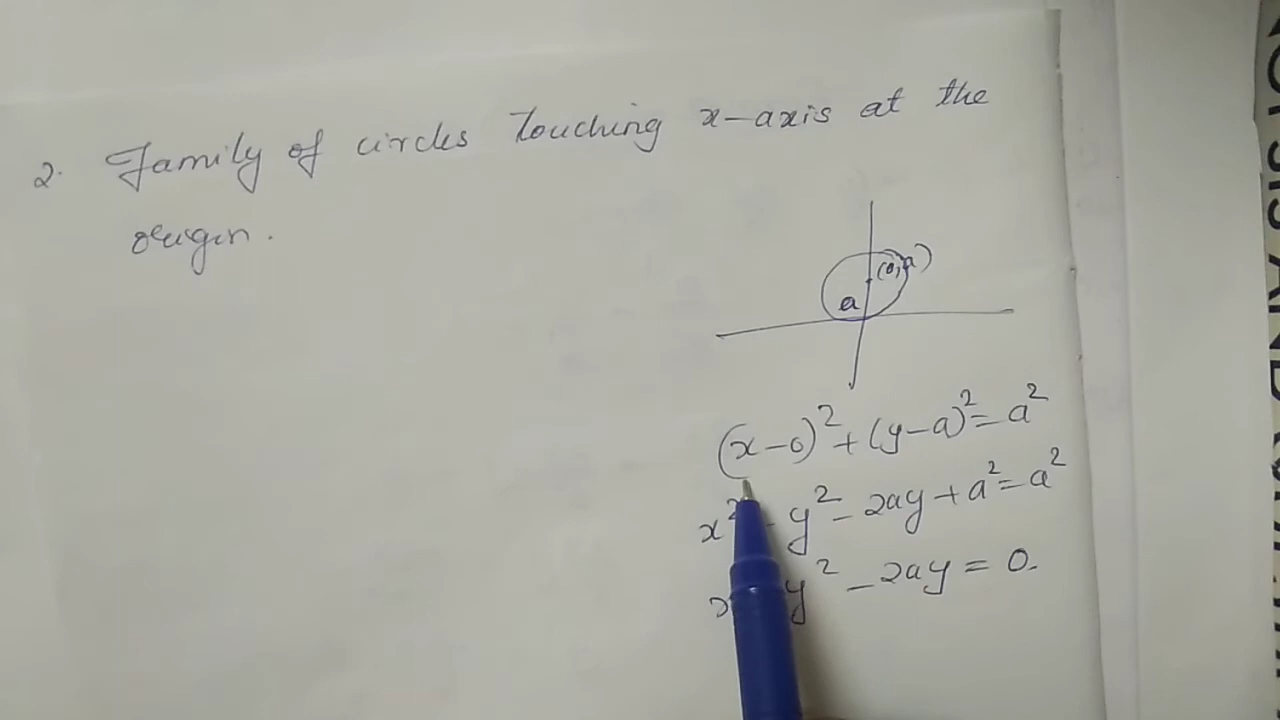 2. Family of circles touching x-axis at the
origin.
(0,a)
a
(x-0)²+(y-a)²=a²
x² y²-2ay+a²=a²
y²-2ay=0.